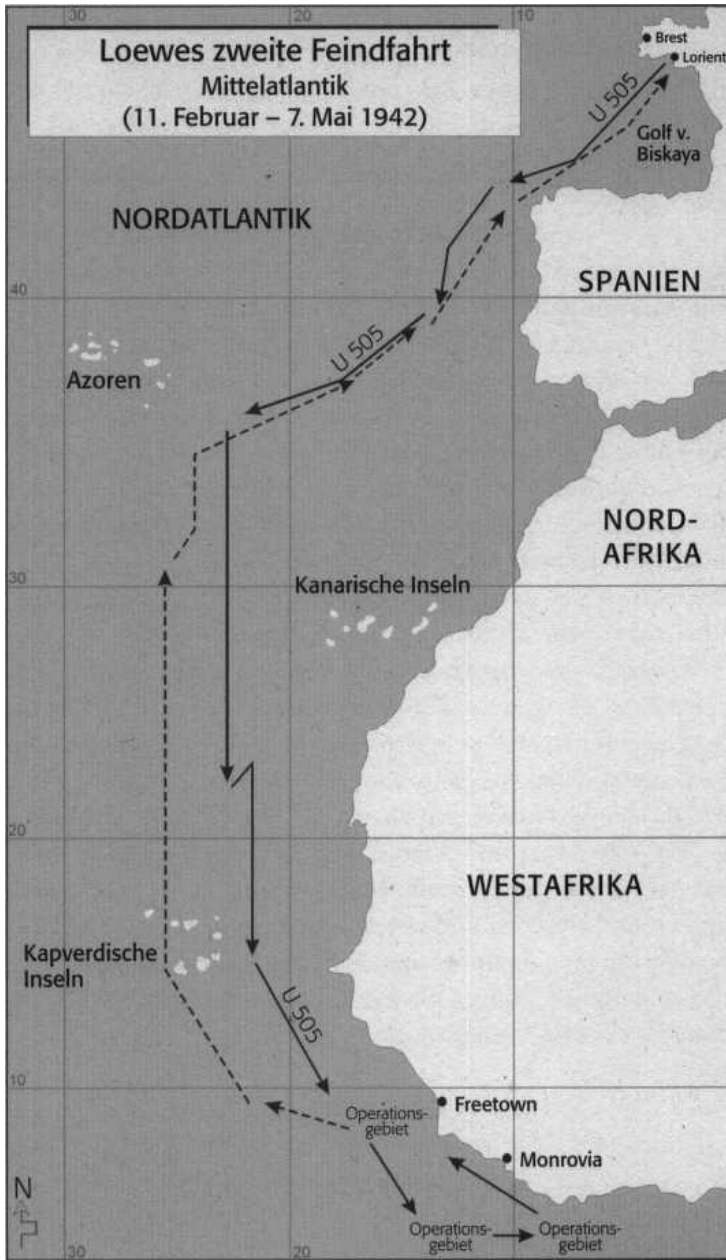 30
20
10
Loewes zweite Feindfahrt
Mittelatlantik
(11. Februar – 7. Mai 1942)
Brest
Lorient
U 505
Golf v.
Biskaya
NORDATLANTIK
SPANIEN
40
U 505
Azoren
NORD-
AFRIKA
30
Kanarische Inseln
20
WESTAFRIKA
Kapverdische
Inseln
U 505
10
Freetown
Operations-
gebiet
Monrovia
N
Operations-
gebiet
Operations-
gebiet
30
20
10